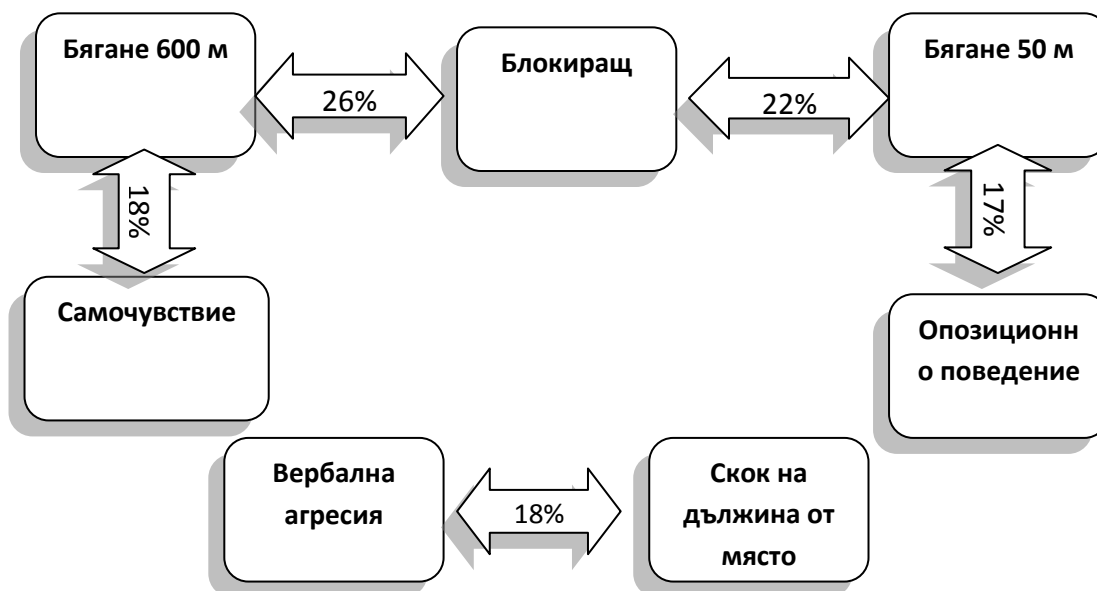 Бягане 600 м
26%
Блокиращ
22%
Бягане 50 м
18%
17%
Самочувствие
Опозиционн
о поведение
Вербална
агресия
18%
Скок на
дължина от
място